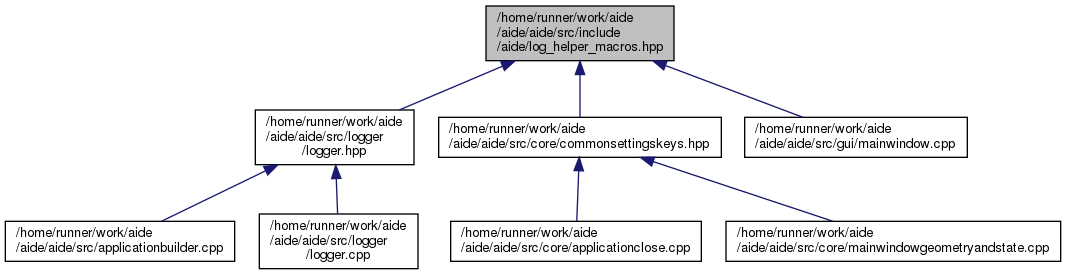 /home/runner/work/aide
/aide/aide/src/include
/aide/log_helper_macros.hpp
/home/runner/work/aide
/aide/aide/src/logger
/logger.hpp
/home/runner/work/aide
/aide/aide/src/core/commonsettingskeys.hpp
/home/runner/work/aide
/aide/aide/src/gui/mainwindow.cpp
/home/runner/work/aide
/aide/aide/src/applicationbuilder.cpp
/home/runner/work/aide
/aide/aide/src/logger
/logger.cpp
/home/runner/work/aide
/aide/aide/src/core/applicationclose.cpp
/home/runner/work/aide
/aide/aide/src/core/mainwindowgeometryandstate.cpp